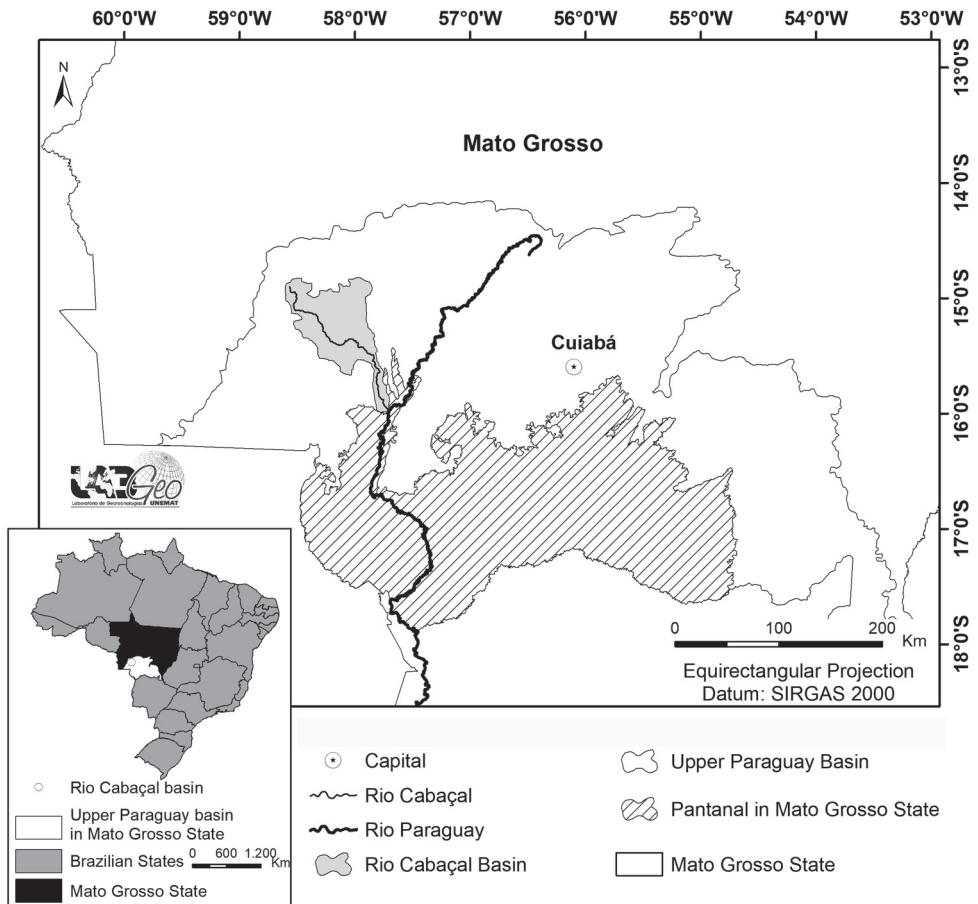 60°0'W 59°0'W 58°0'W 57°0'W 56°0'W 55°0'W 54°0'W 53°0'W
N
13°0'S
Mato Grosso
14°0'S
15°0'S
Cuiabá
16°0'S
LABGeo
Laboratório de Geotecnologias UNEMAT
17°0'S
0 100 200 Km
18°0'S
Equirectangular Projection
Datum: SIRGAS 2000
Rio Cabaçal basin
Upper Paraguay basin
in Mato Grosso State
Brazilian States
0 600 1.200 Km
Mato Grosso State
Capital
Rio Cabaçal
Rio Paraguay
Rio Cabaçal Basin
Upper Paraguay Basin
Pantanal in Mato Grosso State
Mato Grosso State